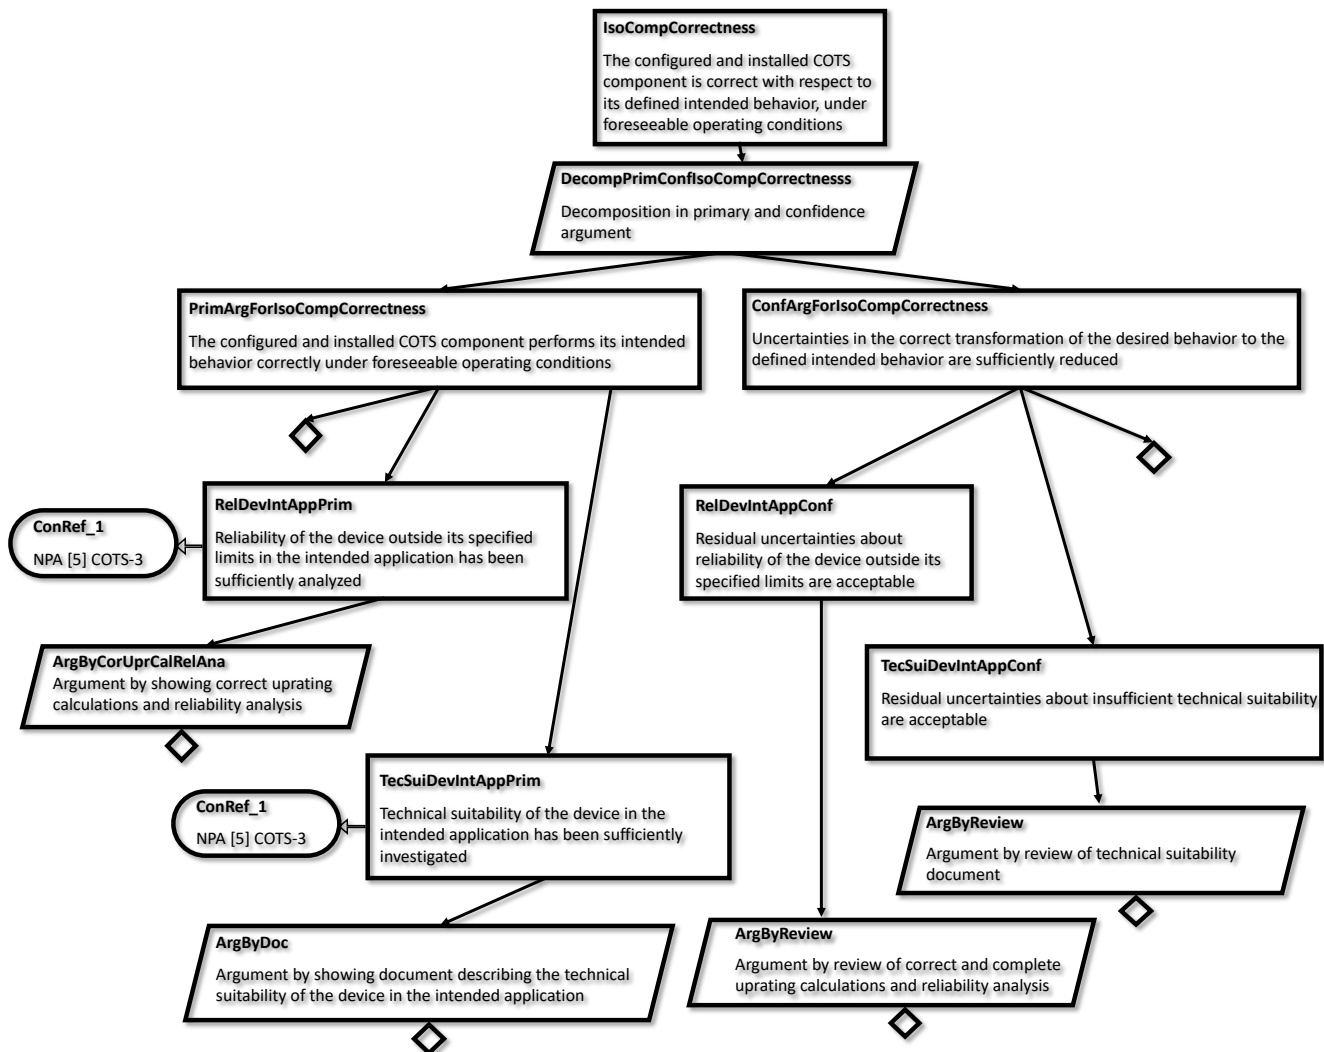 IsoCompCorrectness
The configured and installed COTS
component is correct with respect to
its defined intended behavior, under
foreseeable operating conditions
DecompPrimConfIsoCompCorrectnesss
Decomposition in primary and confidence
argument
PrimArgForIsoCompCorrectness
The configured and installed COTS component performs its intended
behavior correctly under foreseeable operating conditions
ConfArgForIsoCompCorrectness
Uncertainties in the correct transformation of the desired behavior to the
defined intended behavior are sufficiently reduced
RelDevIntAppPrim
Reliability of the device outside its specified
limits in the intended application has been
sufficiently analyzed
ConRef_1
NPA [5] COTS-3
RelDevIntAppConf
Residual uncertainties about
reliability of the device outside its
specified limits are acceptable
ArgByCorUprCalRelAna
Argument by showing correct uprating
calculations and reliability analysis
TecSuiDevIntAppConf
Residual uncertainties about insufficient technical suitability
are acceptable
TecSuiDevIntAppPrim
Technical suitability of the device in the
intended application has been sufficiently
investigated
ConRef_1
NPA [5] COTS-3
ArgByReview
Argument by review of technical suitability
document
ArgByDoc
Argument by showing document describing the technical
suitability of the device in the intended application
ArgByReview
Argument by review of correct and complete
uprating calculations and reliability analysis